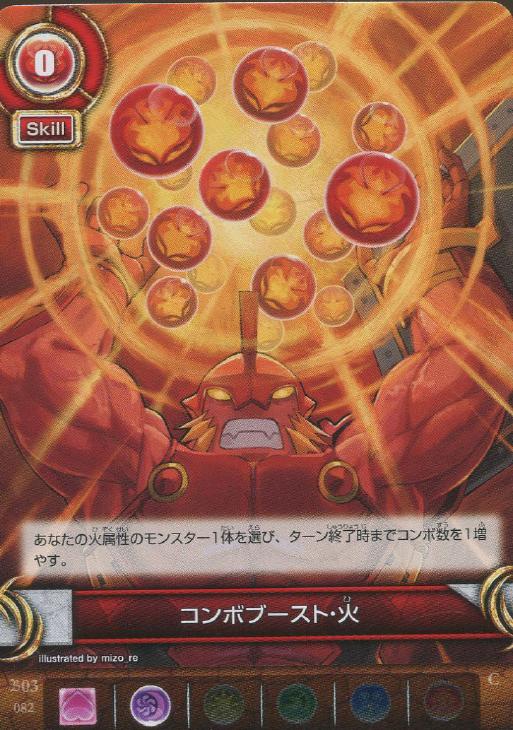 0
Skill
あなたの火属性のモンスター1体を選び、ターン終了時までコンボ数を1増
やす。
コンボブースト・火
illustrated by mizo_re
C
082